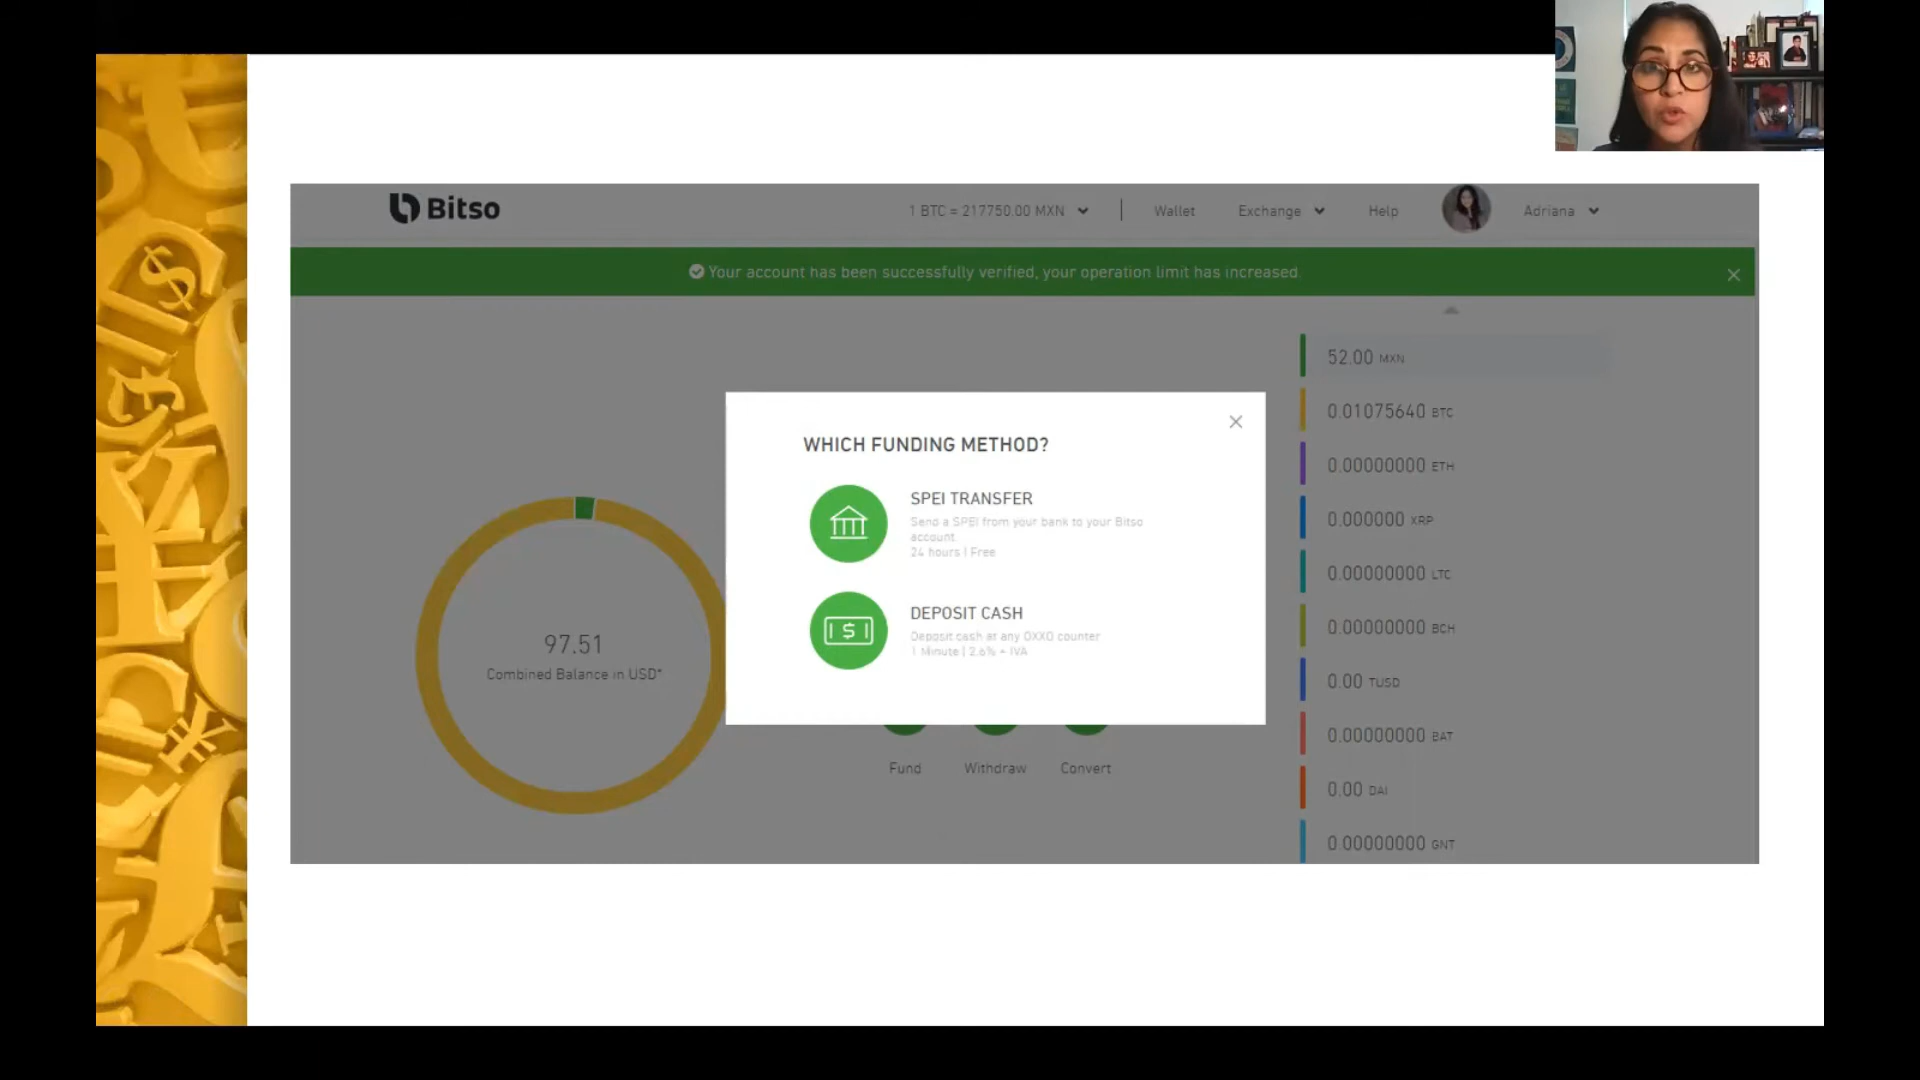 Bitso
1 BTC = 217750.00 MXN
Wallet
Exchange
Help
Adriana
Your account has been successfully verified, your operation limit has increased.
52.00 MXN
0.01075640 BTC
0.00000000 ETH
0.000000 XRP
0.00000000 LTC
0.00000000 BCH
0.00 TUSD
0.00000000 BAT
0.00 DAI
0.00000000 GNT
WHICH FUNDING METHOD?
SPEI TRANSFER
Send a SPEI from your bank to your Bitso
account.
24 hours | Free
DEPOSIT CASH
Deposit cash at any OXXO counter
1 Minute | 2.6% + IVA
97.51
Combined Balance in USD*
Fund
Withdraw
Convert